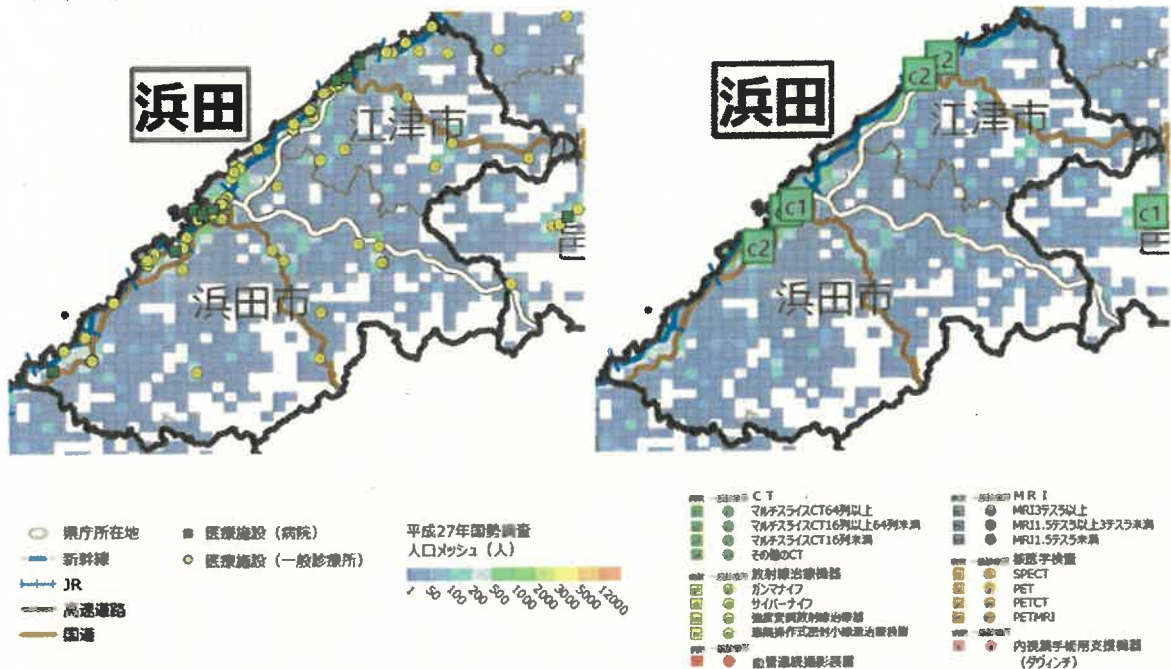 浜田
江津市
浜田市
浜田
c2
c2
江津市
c1
c1
c2
浜田市
県庁所在地
新幹線
JR
高速道路
国道
医療施設（病院）
医療施設（一般診療所）
平成27年国勢調査
人口メッシュ（人）
1 50 100 200 500 1000 2000 3000 5000 12000
CT
マルチスライスCT64列以上
マルチスライスCT16列以上64列未満
マルチスライスCT16列未満
その他のCT
放射線治療機器
ガンマナイフ
サイバーナイフ
強度変調放射線治療器
遠隔操作式密封小線源治療装置
血管連続撮影装置
MRI
MRI3テスラ以上
MRI1.5テスラ以上3テスラ未満
MRI1.5テスラ未満
核医学検査
SPECT
PET
PETCT
PETMRI
内視鏡手術用支援機器
（ダヴィンチ）